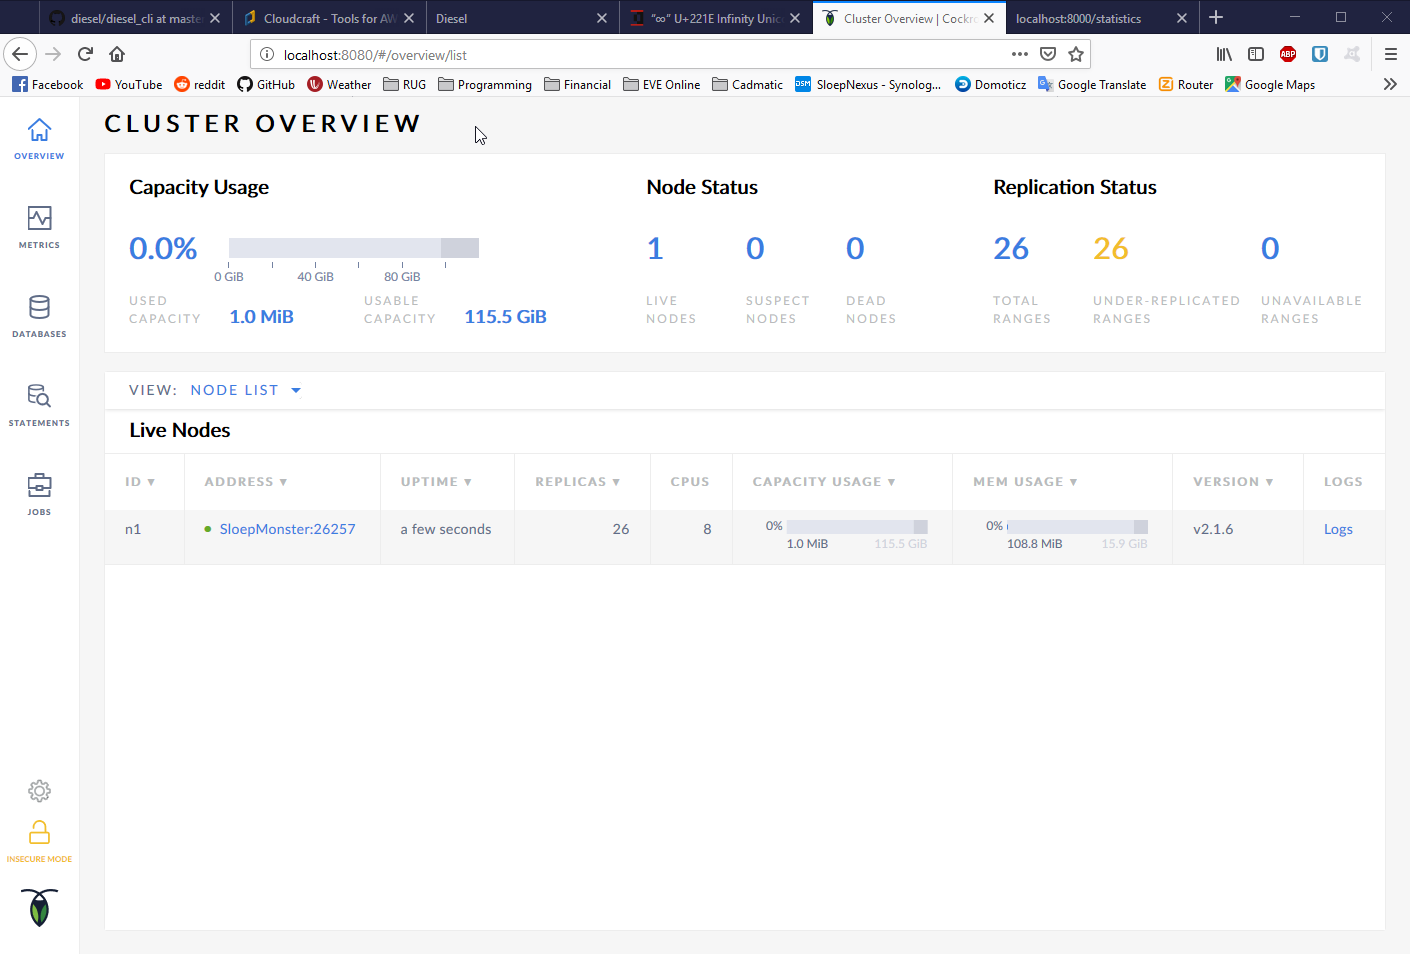 diesel/diesel_cli at maste
Cloudcraft - Tools for AW
Diesel
"∞" U+221E Infinity Unic
Cluster Overview | Cockro
localhost:8000/statistics
localhost:8080/#/overview/list
ABP
Facebook YouTube reddit GitHub Weather RUG Programming Financial EVE Online Cadmatic DSM SloepNexus - Synolog... Domoticz Google Translate Router Google Maps
CLUSTER OVERVIEW
OVERVIEW
METRICS
DATABASES
STATEMENTS
JOBS
INSECURE MODE
Capacity Usage
0.0%
0 GiB 40 GiB 80 GiB
USED CAPACITY
1.0 MiB
USABLE CAPACITY
115.5 GiB
Node Status
1 0 0
LIVE NODES
SUSPECT NODES
DEAD NODES
Replication Status
26 26 0
TOTAL RANGES
UNDER-REPLICATED RANGES
UNAVAILABLE RANGES
VIEW: NODE LIST
Live Nodes
ID ▼ ADDRESS ▼ UPTIME ▼ REPLICAS ▼ CPUS CAPACITY USAGE ▼ MEM USAGE ▼ VERSION ▼ LOGS
n1 SloepMonster:26257 a few seconds 26 8 0% 1.0 MiB 115.5 GiB 0% 108.8 MiB 15.9 GiB v2.1.6 Logs